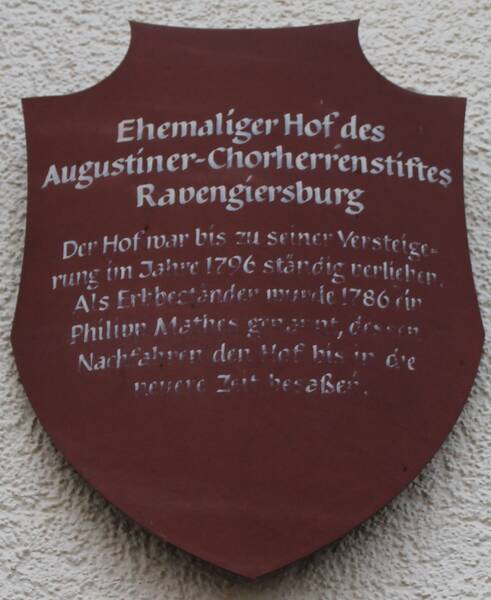 Ehemaliger Hof des
Augustiner-Chorherrenstiftes
Ravengiersburg
Der Hof war bis zu seiner Versteige-
rung im Jahre 1796 ständig verliehen.
Als Erbbeständer wurde 1786 ein
Philipp Mathes genannt, dessen
Nachfahren den Hof bis in die
neuere Zeit besaßen.